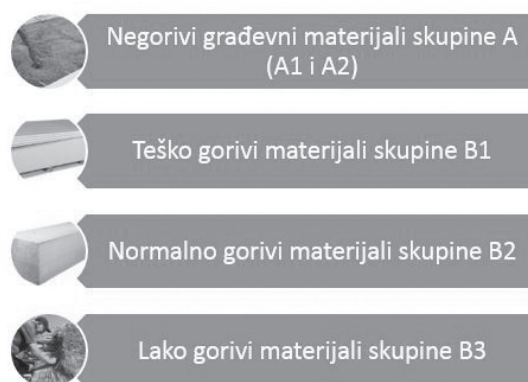 Negorivi građevni materijali skupine A
(A1 i A2)
Teško gorivi materijali skupine B1
Normalno gorivi materijali skupine B2
Lako gorivi materijali skupine B3